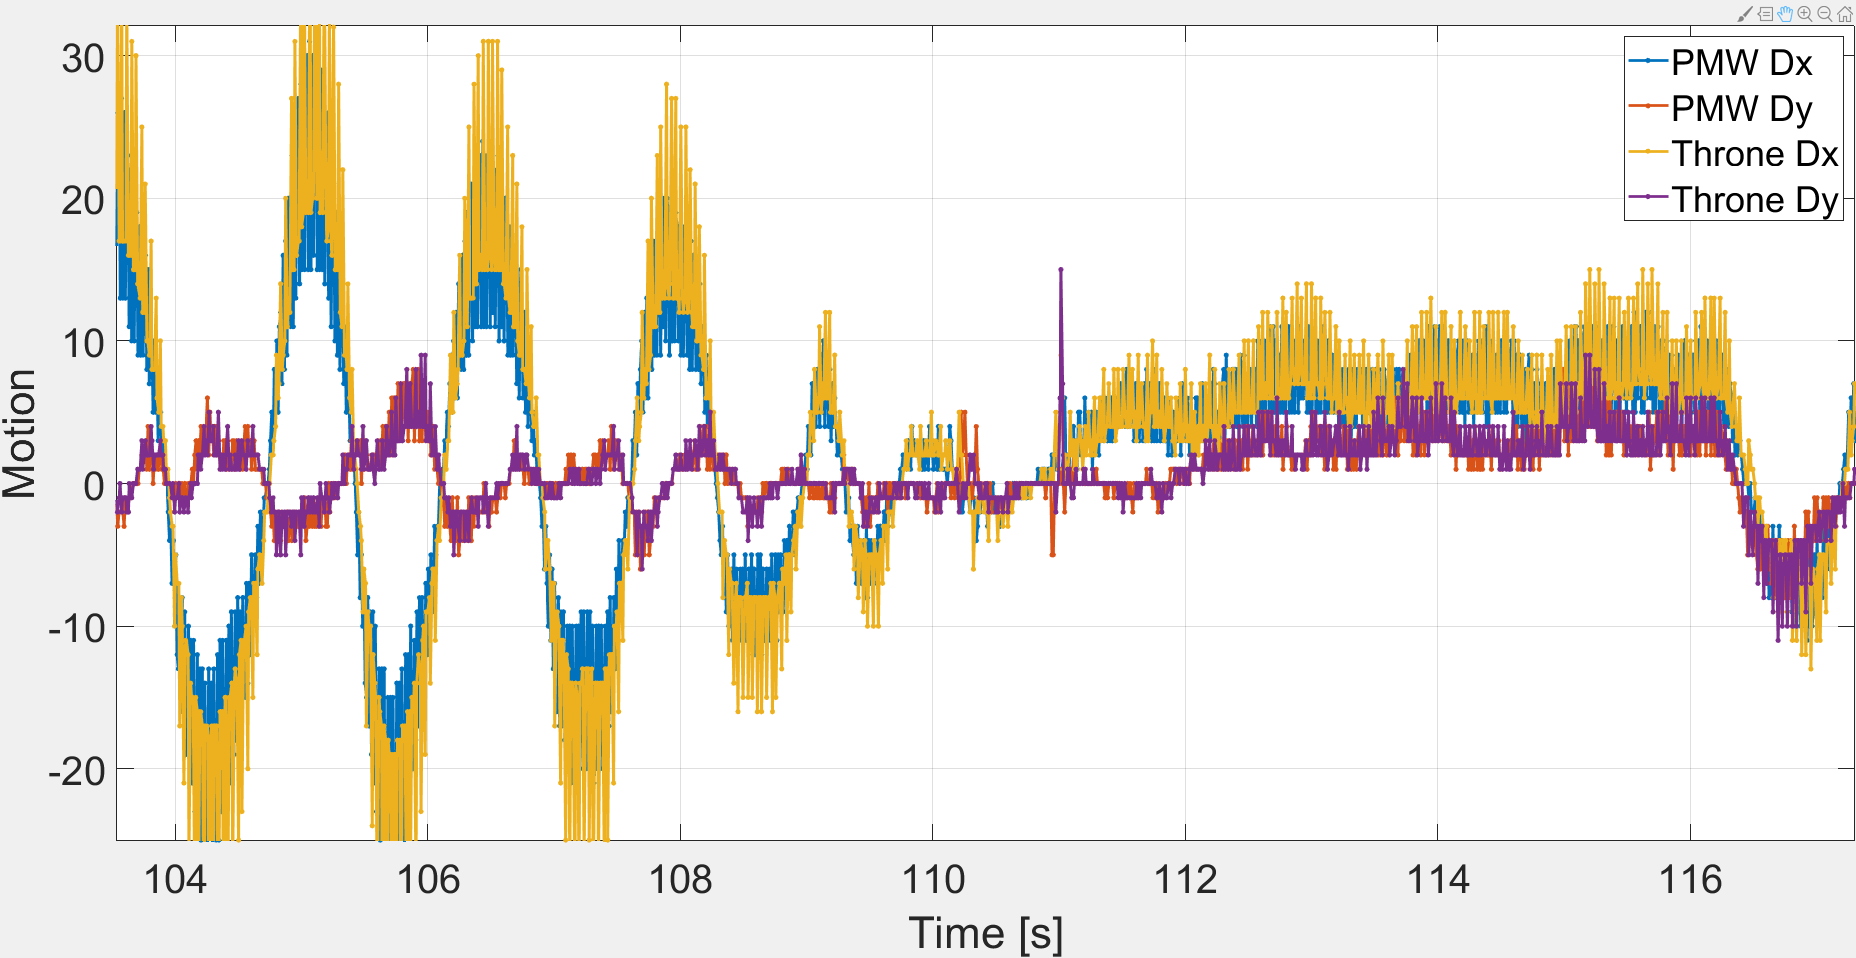 30
20
10
0
-10
-20
Motion
104 106 108 110 112 114 116
Time [s]
PMW Dx
PMW Dy
Throne Dx
Throne Dy